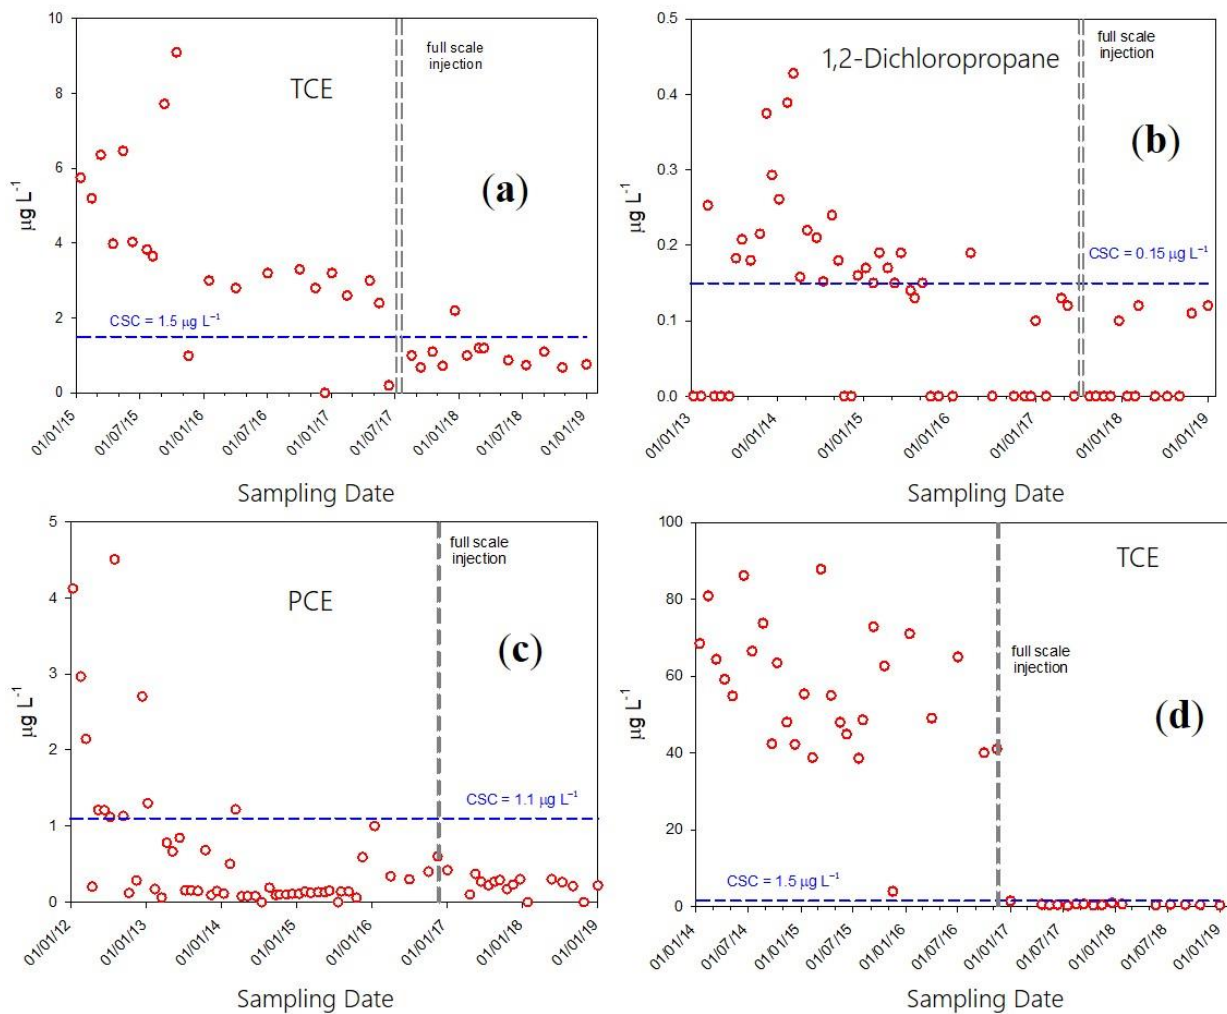 10
8
6
4
2
0
µg L⁻¹
TCE
full scale
injection
(a)
CSC = 1.5 µg L⁻¹
01/01/15
01/07/15
01/01/16
01/07/16
01/01/17
01/07/17
01/01/18
01/07/18
01/01/19
Sampling Date
0.5
0.4
0.3
0.2
0.1
0.0
µg L⁻¹
1,2-Dichloropropane
full scale
injection
(b)
CSC = 0.15 µg L⁻¹
01/01/13
01/01/14
01/01/15
01/01/16
01/01/17
01/01/18
01/01/19
Sampling Date
5
4
3
2
1
0
µg L⁻¹
PCE
full scale
injection
(c)
CSC = 1.1 µg L⁻¹
01/01/12
01/01/13
01/01/14
01/01/15
01/01/16
01/01/17
01/01/18
01/01/19
Sampling Date
100
80
60
40
20
0
µg L⁻¹
TCE
full scale
injection
(d)
CSC = 1.5 µg L⁻¹
01/01/14
01/07/14
01/01/15
01/07/15
01/01/16
01/07/16
01/01/17
01/07/17
01/01/18
01/07/18
01/01/19
Sampling Date